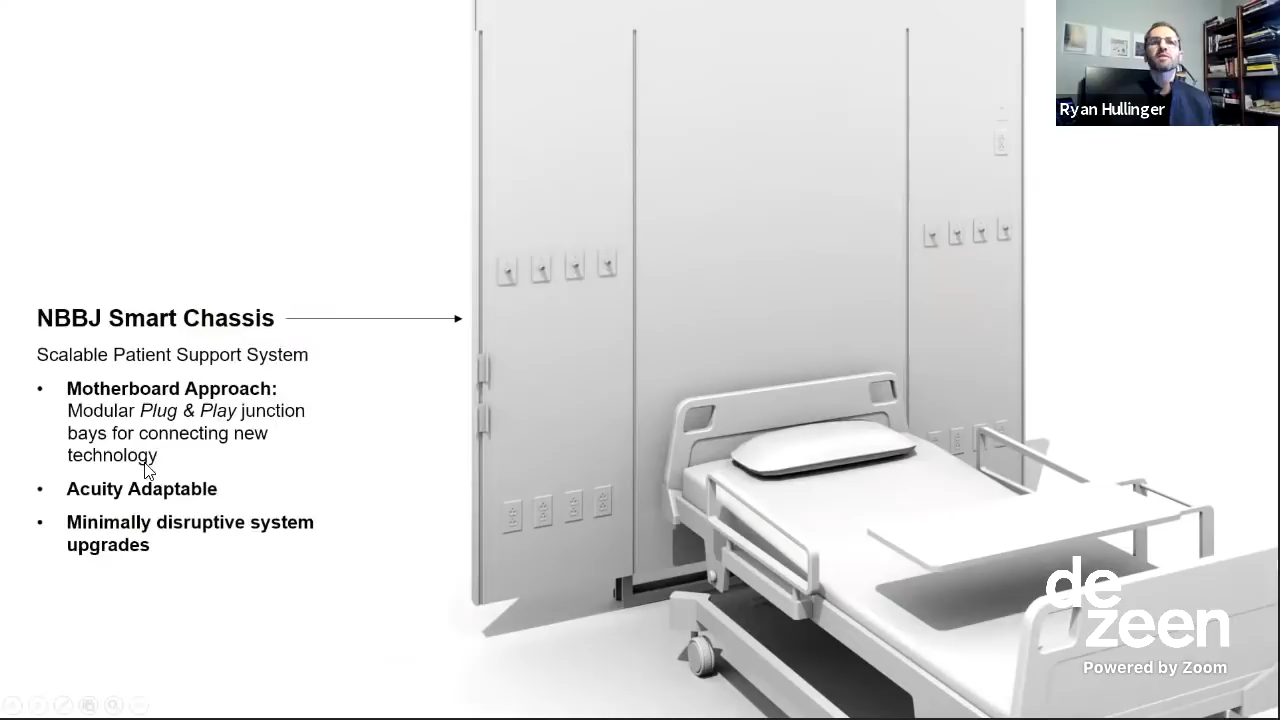 Ryan Hullinger
NBBJ Smart Chassis
Scalable Patient Support System
• Motherboard Approach:
Modular Plug & Play junction
bays for connecting new
technology
• Acuity Adaptable
• Minimally disruptive system
upgrades
de
zeen
Powered by Zoom